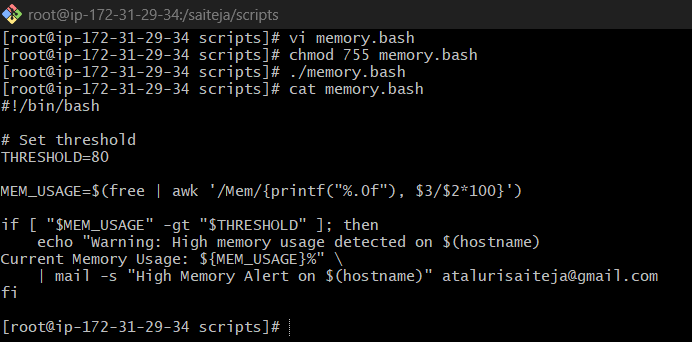 root@ip-172-31-29-34:/saiteja/scripts
[root@ip-172-31-29-34 scripts]# vi memory.bash
[root@ip-172-31-29-34 scripts]# chmod 755 memory.bash
[root@ip-172-31-29-34 scripts]# ./memory.bash
[root@ip-172-31-29-34 scripts]# cat memory.bash
#!/bin/bash

# Set threshold
THRESHOLD=80

MEM_USAGE=$(free | awk '/Mem/{printf("%.0f"), $3/$2*100}')

if [ "$MEM_USAGE" -gt "$THRESHOLD" ]; then
    echo "Warning: High memory usage detected on $(hostname)
Current Memory Usage: ${MEM_USAGE}%" \
    | mail -s "High Memory Alert on $(hostname)" atalurisaiteja@gmail.com
fi

[root@ip-172-31-29-34 scripts]#